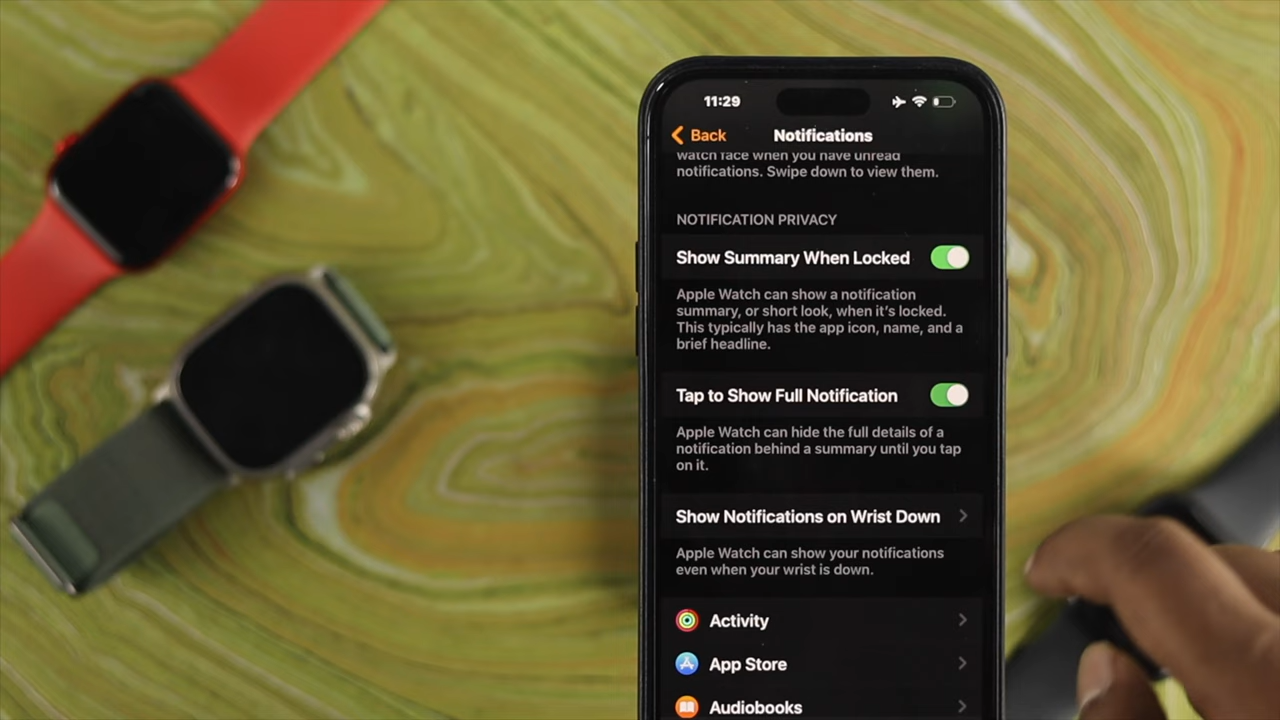 11:29
Back Notifications
watch face when you have unread
notifications. Swipe down to view them.
NOTIFICATION PRIVACY
Show Summary When Locked
Apple Watch can show a notification
summary, or short look, when it's locked.
This typically has the app icon, name, and a
brief headline.
Tap to Show Full Notification
Apple Watch can hide the full details of a
notification behind a summary until you tap
on it.
Show Notifications on Wrist Down
Apple Watch can show your notifications
even when your wrist is down.
Activity
App Store
Audiobooks